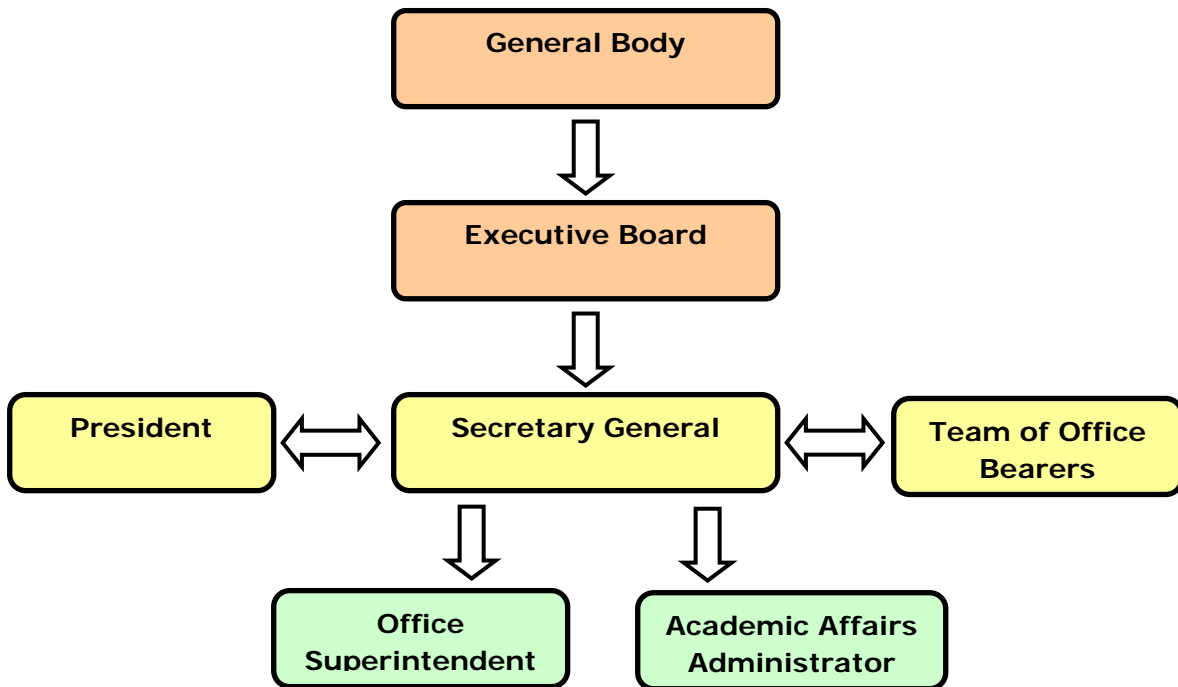 General Body
Executive Board
President
Secretary General
Team of Office
Bearers
Office
Superintendent
Academic Affairs
Administrator